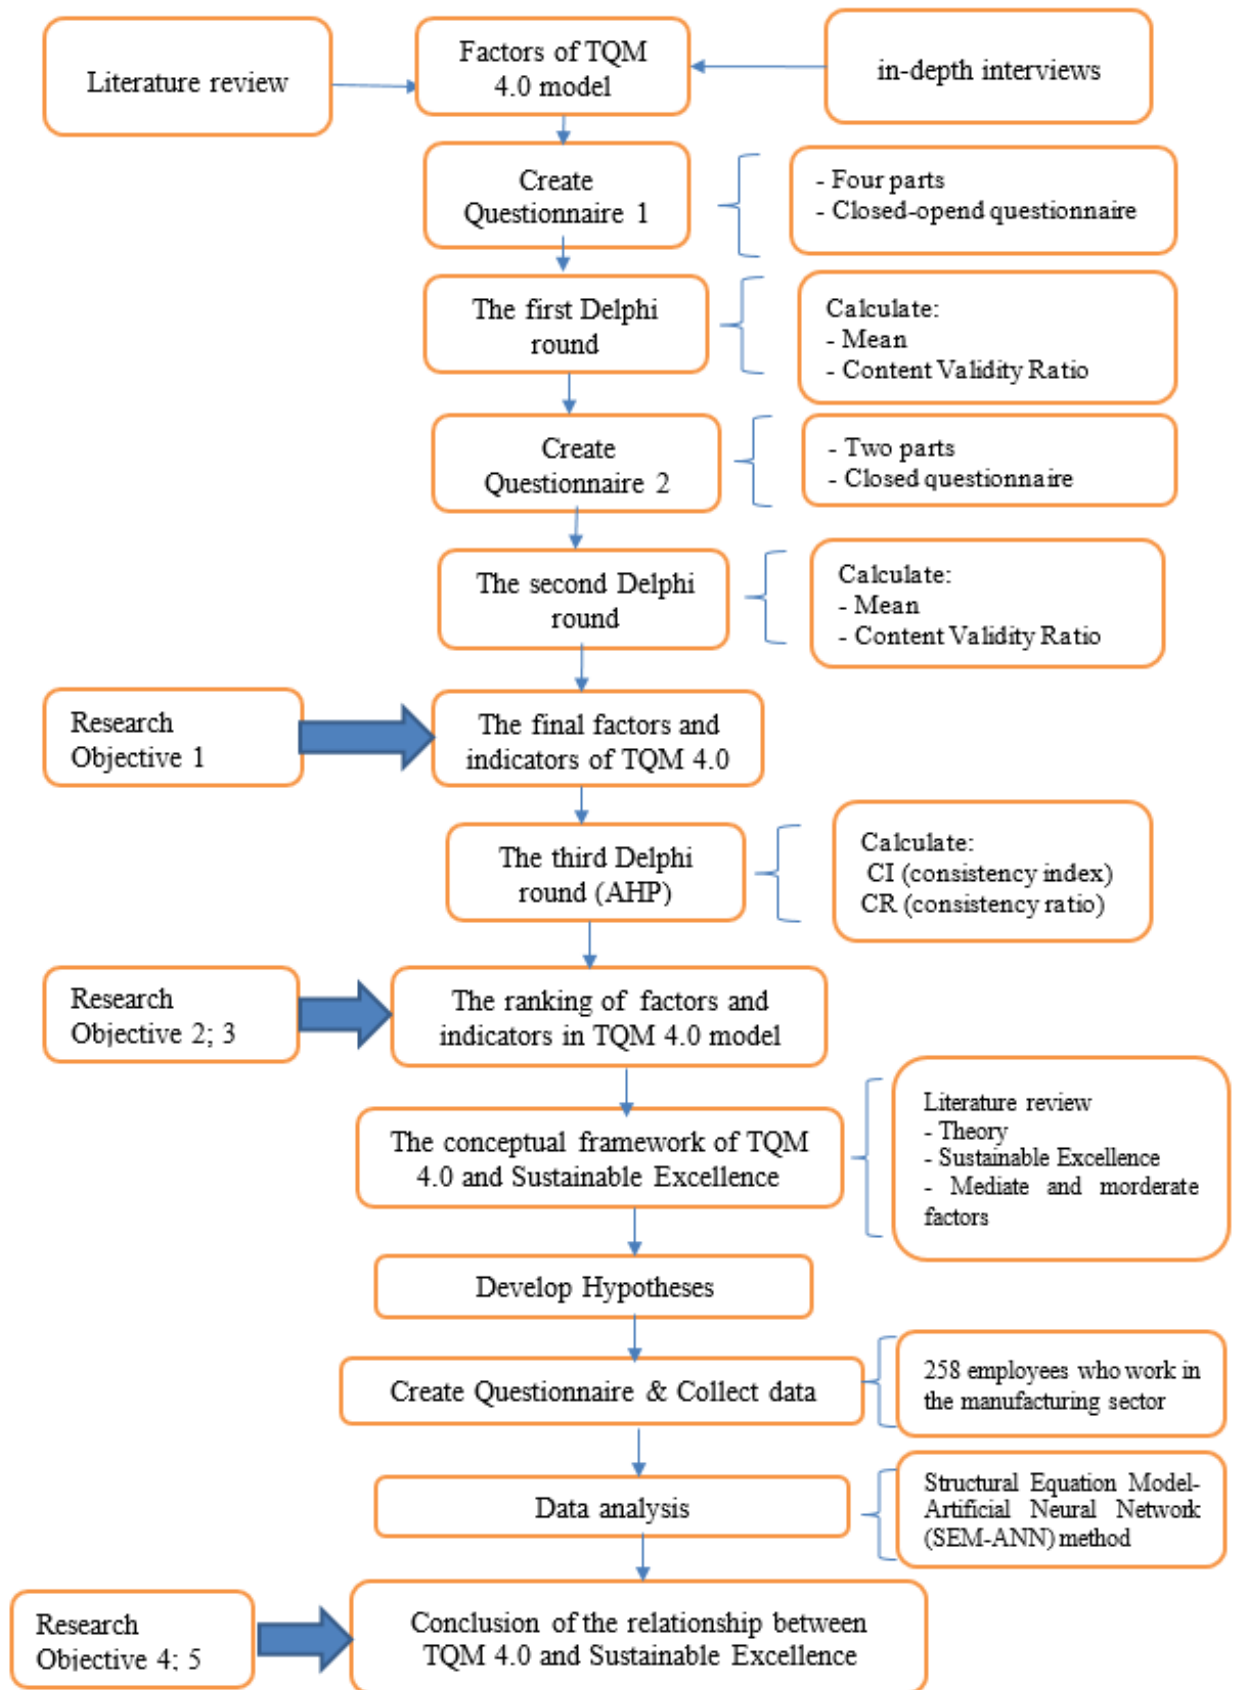 Literature review
Factors of TQM
4.0 model
in-depth interviews
Create
Questionnaire 1
- Four parts
- Closed-opend questionnaire
The first Delphi
round
Calculate:
- Mean
- Content Validity Ratio
Create
Questionnaire 2
- Two parts
- Closed questionnaire
The second Delphi
round
Calculate:
- Mean
- Content Validity Ratio
Research
Objective 1
The final factors and
indicators of TQM 4.0
The third Delphi
round (AHP)
Calculate:
CI (consistency index)
CR (consistency ratio)
Research
Objective 2; 3
The ranking of factors and
indicators in TQM 4.0 model
The conceptual framework of TQM
4.0 and Sustainable Excellence
Literature review
- Theory
- Sustainable Excellence
- Mediate and morderate
factors
Develop Hypotheses
Create Questionnaire & Collect data
258 employees who work in
the manufacturing sector
Data analysis
Structural Equation Model-
Artificial Neural Network
(SEM-ANN) method
Research
Objective 4; 5
Conclusion of the relationship between
TQM 4.0 and Sustainable Excellence